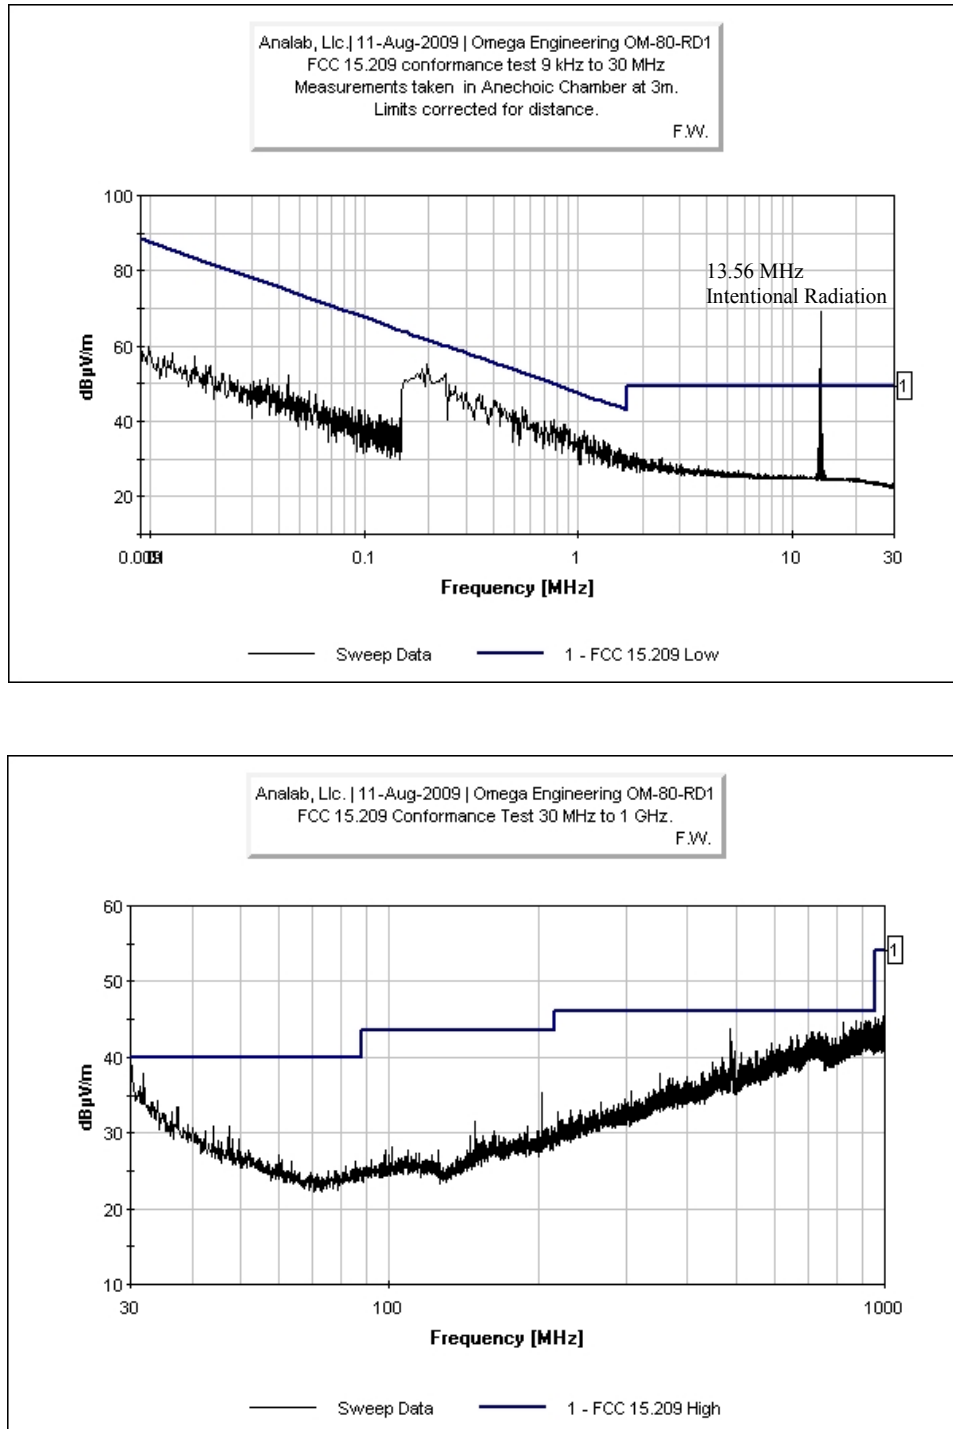 Analab, Llc.| 11-Aug-2009 | Omega Engineering OM-80-RD1
FCC 15.209 conformance test 9 kHz to 30 MHz
Measurements taken in Anechoic Chamber at 3m.
Limits corrected for distance.
F.W.
100
80
60
40
20
dBµV/m
13.56 MHz
Intentional Radiation
1
0.1
1
10
30
Frequency [MHz]
Sweep Data
1 - FCC 15.209 Low
Analab, Llc. | 11-Aug-2009 | Omega Engineering OM-80-RD1
FCC 15.209 Conformance Test 30 MHz to 1 GHz.
F.W.
60
50
40
30
20
10
dBµV/m
1
30
100
1000
Frequency [MHz]
Sweep Data
1 - FCC 15.209 High